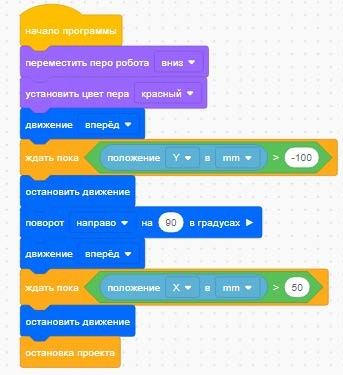 начало программы
переместить перо робота вниз
установить цвет пера красный
движение вперёд
ждать пока положение Y в mm > -100
остановить движение
поворот направо на 90 в градусах
движение вперёд
ждать пока положение X в mm > 50
остановить движение
остановка проекта